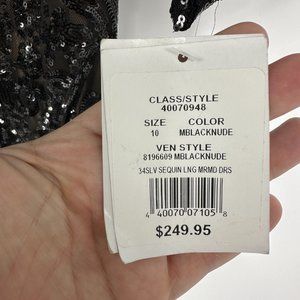 CLASS/STYLE
40070948
SIZE COLOR
10 MBLACKNUDE
VEN STYLE
8196609 MBLACKNUDE
34SLV SEQUIN LNG MRMD DRS
4 40070 07105 8
$249.95